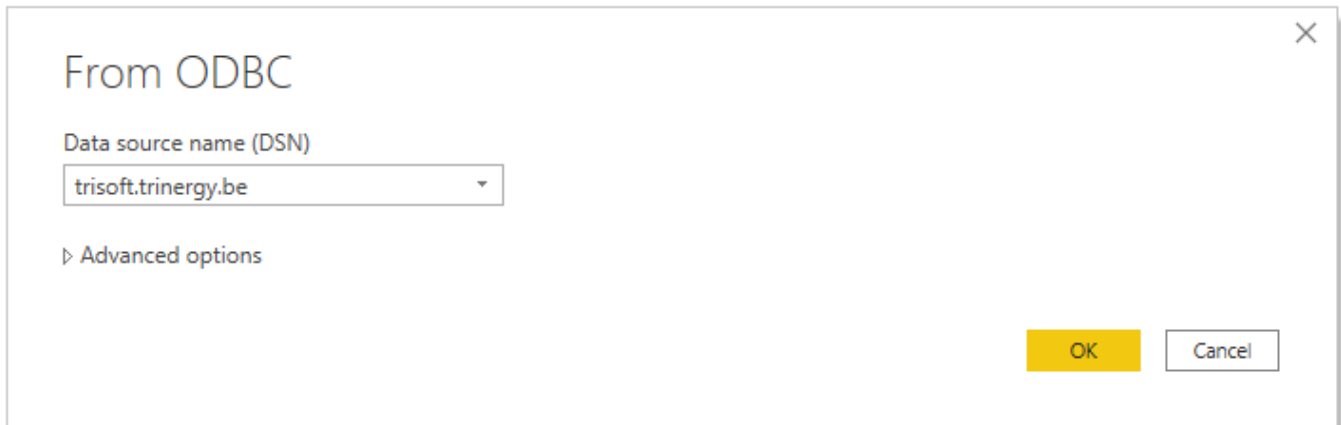 From ODBC
Data source name (DSN)
trisoft.trinergy.be
Advanced options
OK
Cancel